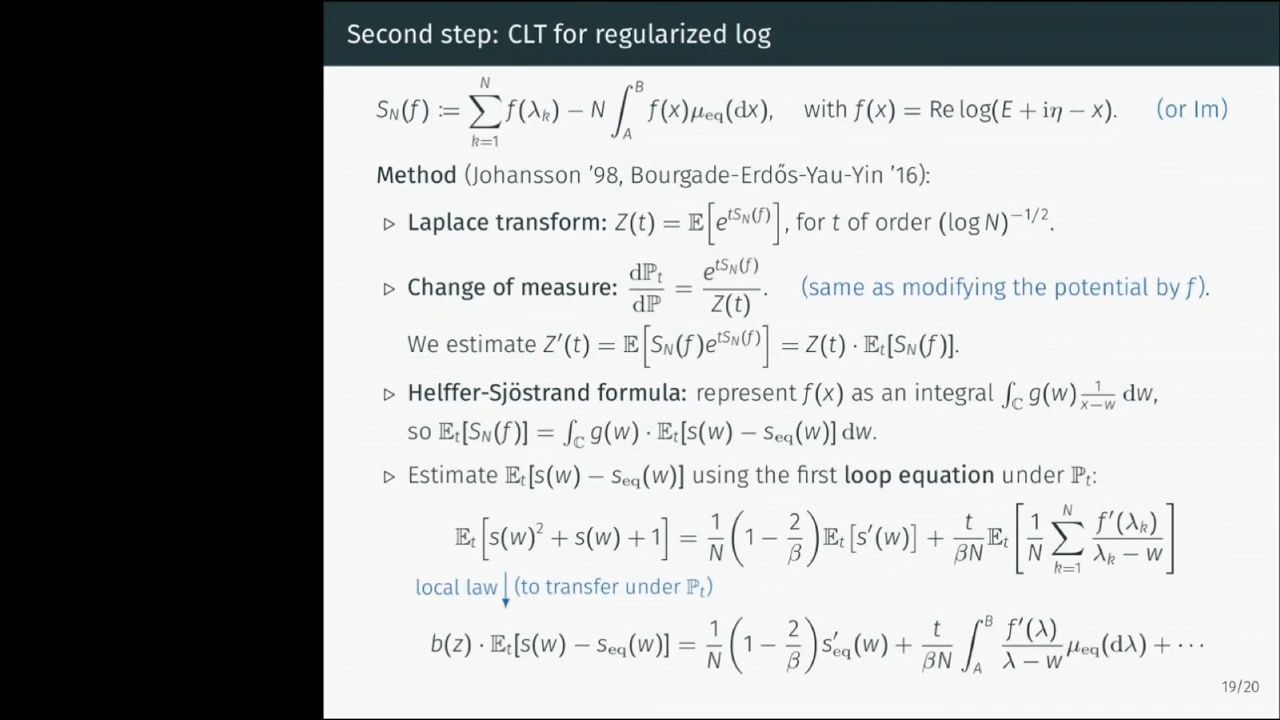 Second step: CLT for regularized log
S_N(f) := ∑_{k=1}^{N} f(λ_k) − N ∫_A^B f(x)μ_eq(dx), with f(x) = Re log(E + iη − x). (or Im)
Method (Johansson '98, Bourgade-Erdős-Yau-Yin '16):
▷ Laplace transform: Z(t) = 𝔼[e^{tS_N(f)}], for t of order (log N)^{−1/2}.
▷ Change of measure: dℙ_t/dℙ = e^{tS_N(f)}/Z(t). (same as modifying the potential by f).
We estimate Z′(t) = 𝔼[S_N(f)e^{tS_N(f)}] = Z(t) · 𝔼_t[S_N(f)].
▷ Helffer-Sjöstrand formula: represent f(x) as an integral ∫_ℂ g(w) 1/(x−w) dw,
so 𝔼_t[S_N(f)] = ∫_ℂ g(w) · 𝔼_t[s(w) − s_eq(w)] dw.
▷ Estimate 𝔼_t[s(w) − s_eq(w)] using the first loop equation under ℙ_t:
𝔼_t[s(w)² + s(w) + 1] = 1/N (1 − 2/β) 𝔼_t[s′(w)] + t/(βN) 𝔼_t[1/N ∑_{k=1}^{N} f′(λ_k)/(λ_k − w)]
local law ↓ (to transfer under ℙ_t)
b(z) · 𝔼_t[s(w) − s_eq(w)] = 1/N (1 − 2/β) s′_eq(w) + t/(βN) ∫_A^B f′(λ)/(λ − w) μ_eq(dλ) + ⋯
19/20